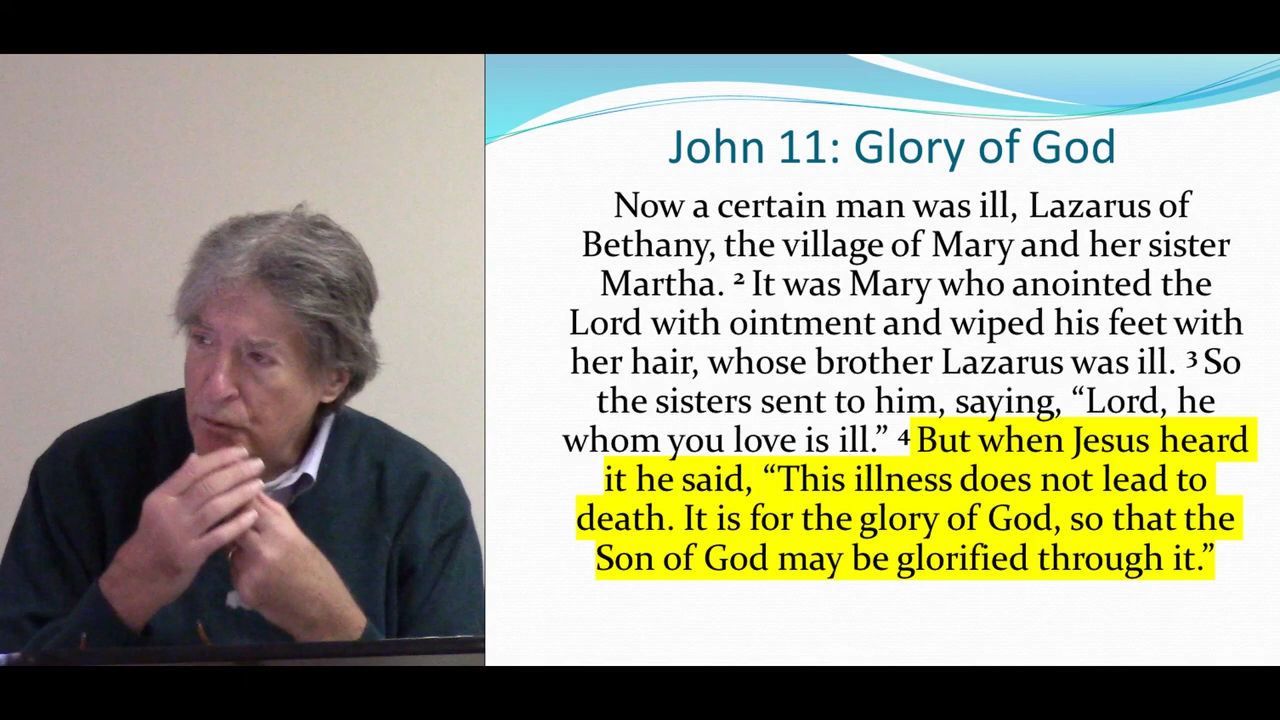 John 11: Glory of God
Now a certain man was ill, Lazarus of
Bethany, the village of Mary and her sister
Martha. ² It was Mary who anointed the
Lord with ointment and wiped his feet with
her hair, whose brother Lazarus was ill. ³ So
the sisters sent to him, saying, “Lord, he
whom you love is ill.” ⁴ But when Jesus heard
it he said, “This illness does not lead to
death. It is for the glory of God, so that the
Son of God may be glorified through it.”